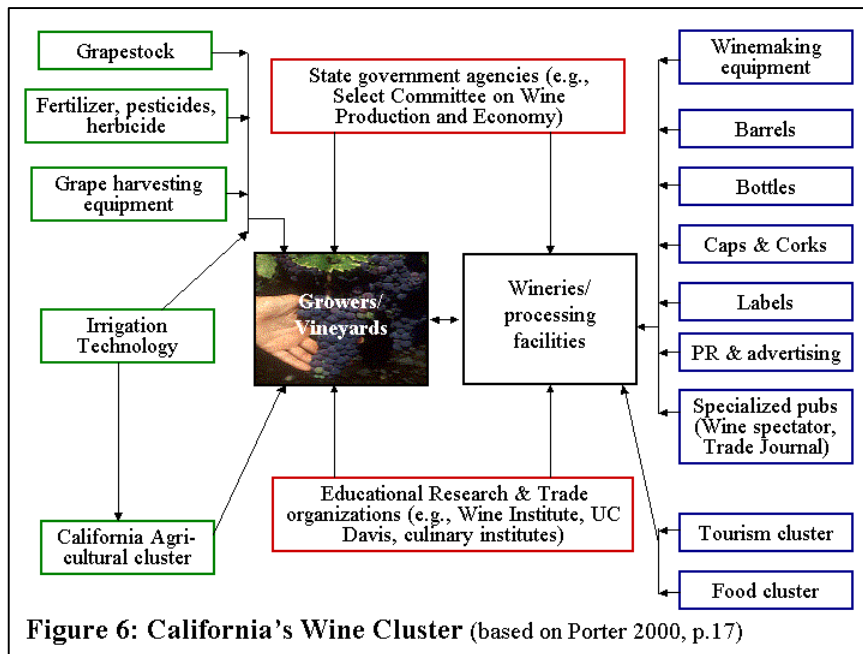 Grapestock
Fertilizer, pesticides,
herbicide
Grape harvesting
equipment
Irrigation
Technology
California Agri-
cultural cluster
State government agencies (e.g.,
Select Committee on Wine
Production and Economy)
Growers/
Vineyards
Wineries/
processing
facilities
Educational Research & Trade
organizations (e.g., Wine Institute, UC
Davis, culinary institutes)
Winemaking
equipment
Barrels
Bottles
Caps & Corks
Labels
PR & advertising
Specialized pubs
(Wine spectator,
Trade Journal)
Tourism cluster
Food cluster
Figure 6: California's Wine Cluster (based on Porter 2000, p.17)